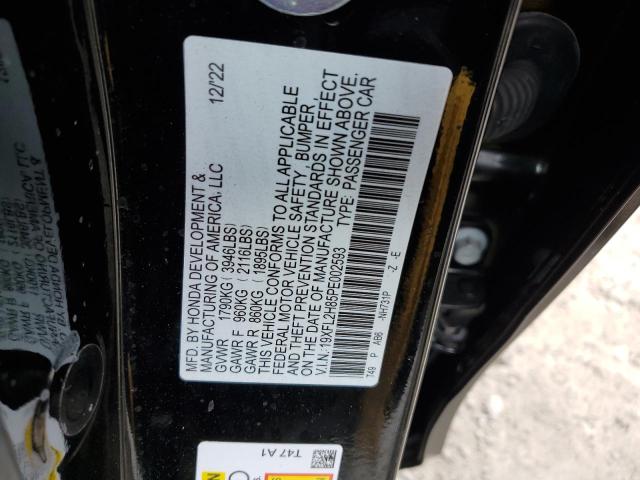 MFD. BY HONDA DEVELOPMENT &
MANUFACTURING OF AMERICA, LLC 12/'22
GVWR 1790KG (3946LBS)
GAWR F 960KG (2116LBS)
GAWR R 860KG (1895LBS)
THIS VEHICLE CONFORMS TO ALL APPLICABLE
FEDERAL MOTOR VEHICLE SAFETY, BUMPER,
AND THEFT PREVENTION STANDARDS IN EFFECT
ON THE DATE OF MANUFACTURE SHOWN ABOVE.
V.I.N: 19XFL2H85PE002593 TYPE: PASSENGER CAR
T49 P AB6 -NH731P -Z -E
T47A1